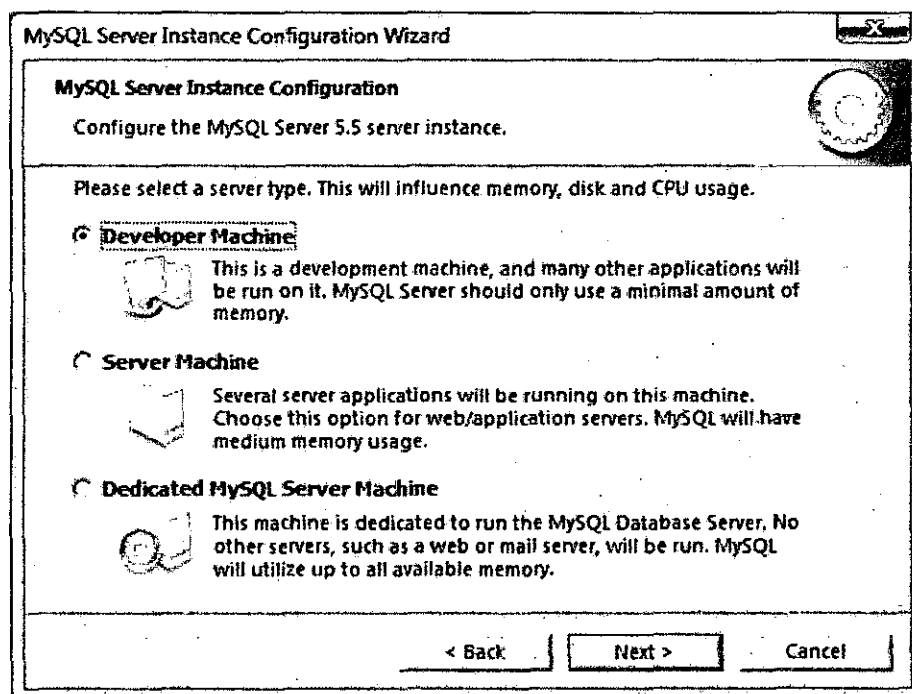 MySQL Server Instance Configuration Wizard
MySQL Server Instance Configuration
Configure the MySQL Server 5.5 server instance.
Please select a server type. This will influence memory, disk and CPU usage.
Developer Machine
This is a development machine, and many other applications will
be run on it. MySQL Server should only use a minimal amount of
memory.
Server Machine
Several server applications will be running on this machine.
Choose this option for web/application servers. MySQL will have
medium memory usage.
Dedicated MySQL Server Machine
This machine is dedicated to run the MySQL Database Server. No
other servers, such as a web or mail server, will be run. MySQL
will utilize up to all available memory.
< Back Next > Cancel